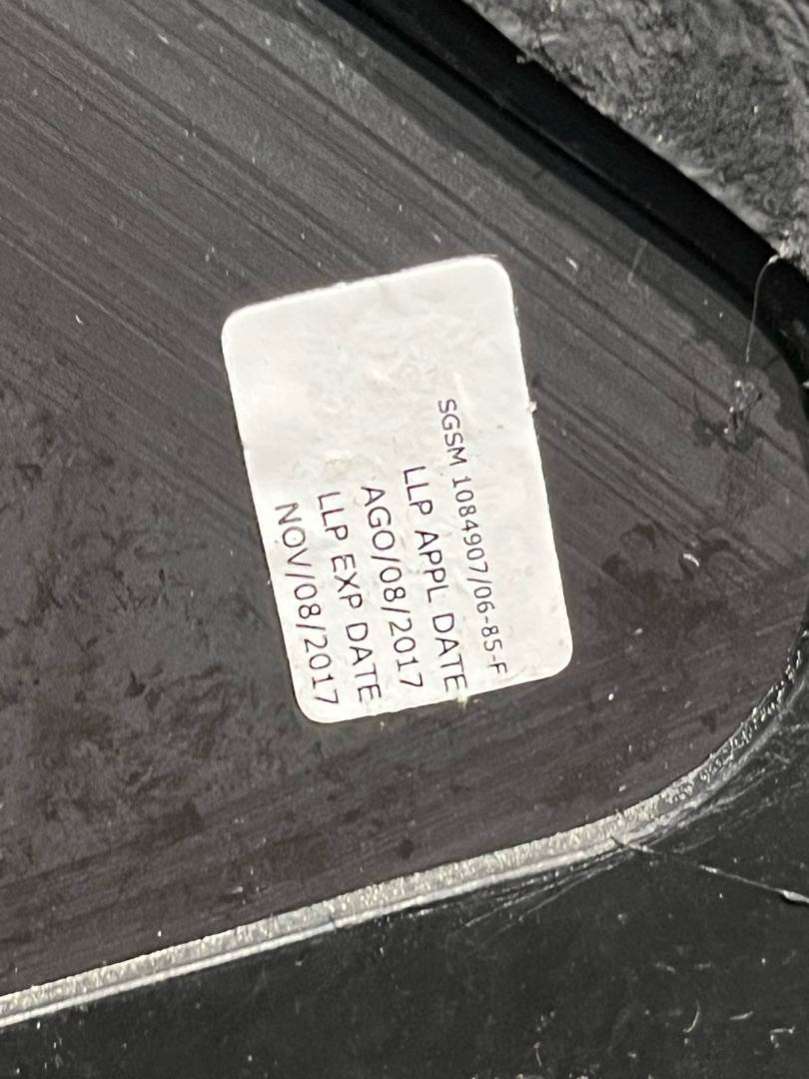 SGSM 1084907/06-85-F
LLP APPL DATE
AGO/08/2017
LLP EXP DATE
NOV/08/2017